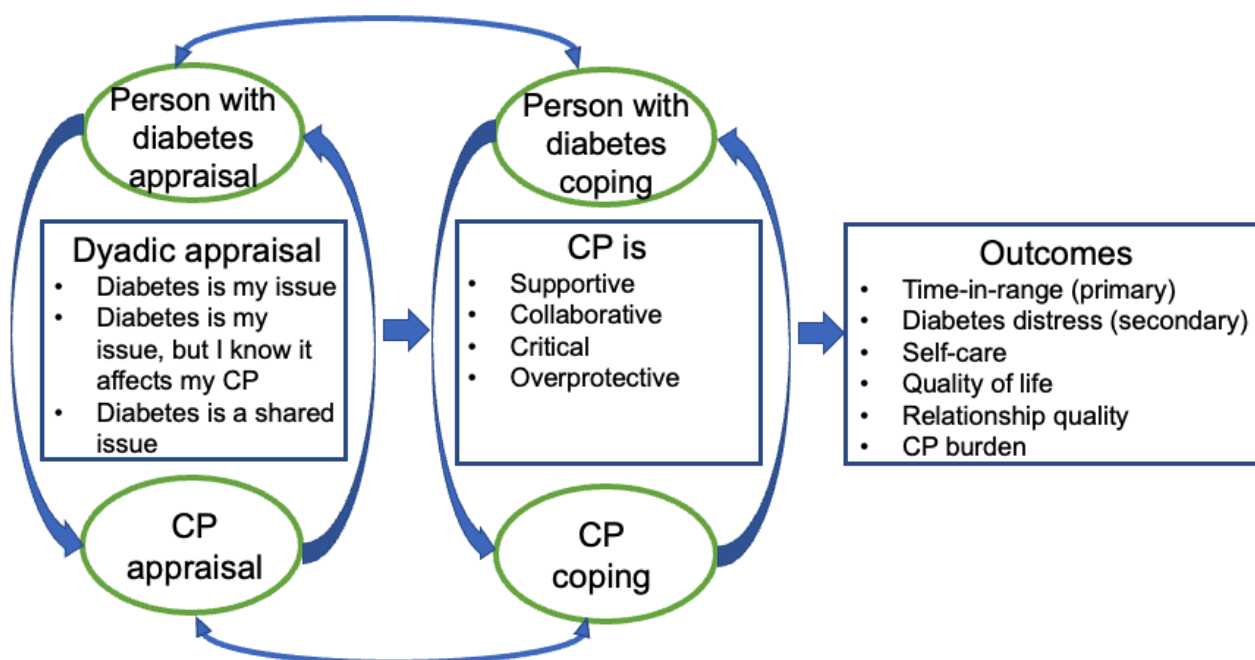 Person with
diabetes
appraisal
Person with
diabetes
coping
Dyadic appraisal
• Diabetes is my issue
• Diabetes is my
issue, but I know it
affects my CP
• Diabetes is a shared
issue
CP is
• Supportive
• Collaborative
• Critical
• Overprotective
Outcomes
• Time-in-range (primary)
• Diabetes distress (secondary)
• Self-care
• Quality of life
• Relationship quality
• CP burden
CP
appraisal
CP
coping